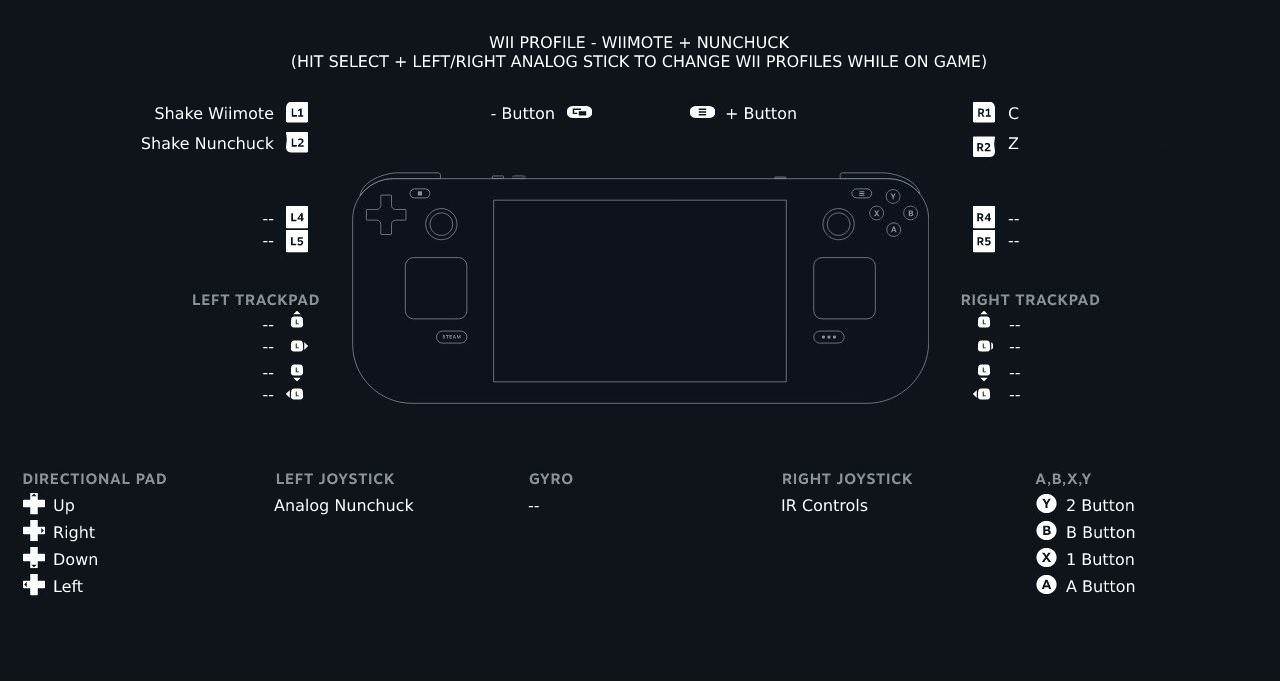 WII PROFILE - WIIMOTE + NUNCHUCK
(HIT SELECT + LEFT/RIGHT ANALOG STICK TO CHANGE WII PROFILES WHILE ON GAME)
Shake Wiimote L1 - Button + Button R1 C
Shake Nunchuck L2 R2 Z
Y
X B
A
-- L4 R4 --
-- L5 R5 --
LEFT TRACKPAD RIGHT TRACKPAD
-- L L --
-- L L --
-- L L --
-- L L --
STEAM
DIRECTIONAL PAD LEFT JOYSTICK GYRO RIGHT JOYSTICK A,B,X,Y
Up Analog Nunchuck -- IR Controls Y 2 Button
Right B B Button
Down X 1 Button
Left A A Button